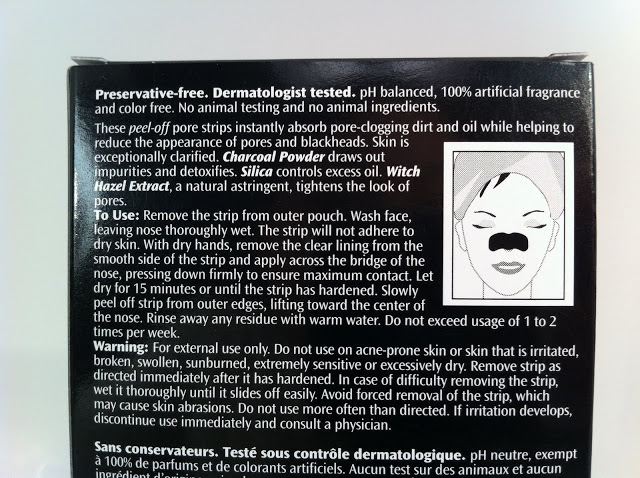 Preservative-free. Dermatologist tested. pH balanced, 100% artificial fragrance
and color free. No animal testing and no animal ingredients.
These peel-off pore strips instantly absorb pore-clogging dirt and oil while helping to
reduce the appearance of pores and blackheads. Skin is
exceptionally clarified. Charcoal Powder draws out
impurities and detoxifies. Silica controls excess oil. Witch
Hazel Extract, a natural astringent, tightens the look of
pores.
To Use: Remove the strip from outer pouch. Wash face,
leaving nose thoroughly wet. The strip will not adhere to
dry skin. With dry hands, remove the clear lining from the
smooth side of the strip and apply across the bridge of the
nose, pressing down firmly to ensure maximum contact. Let
dry for 15 minutes or until the strip has hardened. Slowly
peel off strip from outer edges, lifting toward the center of
the nose. Rinse away any residue with warm water. Do not exceed usage of 1 to 2
times per week.
Warning: For external use only. Do not use on acne-prone skin or skin that is irritated,
broken, swollen, sunburned, extremely sensitive or excessively dry. Remove strip as
directed immediately after it has hardened. In case of difficulty removing the strip,
wet it thoroughly until it slides off easily. Avoid forced removal of the strip, which
may cause skin abrasions. Do not use more often than directed. If irritation develops,
discontinue use immediately and consult a physician.
Sans conservateurs. Testé sous contrôle dermatologique. pH neutre, exempt
à 100% de parfums et de colorants artificiels. Aucun test sur des animaux et aucun
ingrédient